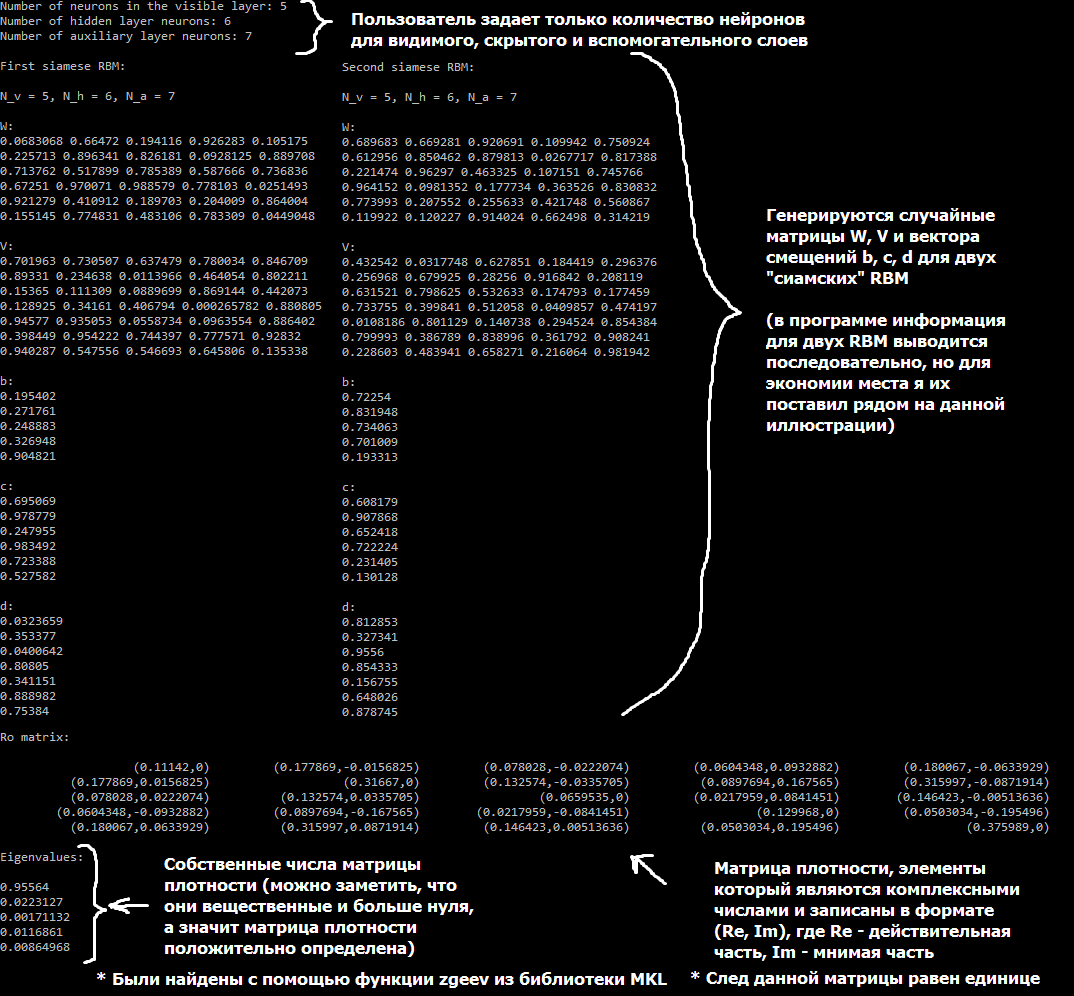 Number of neurons in the visible layer: 5
Number of hidden layer neurons: 6
Number of auxiliary layer neurons: 7
Пользователь задает только количество нейронов
для видимого, скрытого и вспомогательного слоев
First siamese RBM:
N_v = 5, N_h = 6, N_a = 7
W:
0.0683068 0.66472 0.194116 0.926283 0.105175
0.225713 0.896341 0.826181 0.0928125 0.889708
0.713762 0.517899 0.785389 0.587666 0.736836
0.67251 0.970071 0.988579 0.778103 0.0251493
0.921279 0.410912 0.189703 0.204009 0.864004
0.155145 0.774831 0.483106 0.783309 0.0449048
V:
0.701963 0.730507 0.637479 0.780034 0.846709
0.89331 0.234638 0.0113966 0.464054 0.802211
0.15365 0.111309 0.0889699 0.869144 0.442073
0.128925 0.34161 0.406794 0.000265782 0.880805
0.94577 0.935053 0.0558734 0.0963554 0.886402
0.398449 0.954222 0.744397 0.777571 0.92832
0.940287 0.547556 0.546693 0.645806 0.135338
b:
0.195402
0.271761
0.248883
0.326948
0.904821
c:
0.695069
0.978779
0.247955
0.983492
0.723388
0.527582
d:
0.0323659
0.353377
0.0400642
0.80805
0.341151
0.888982
0.75384
Second siamese RBM:
N_v = 5, N_h = 6, N_a = 7
W:
0.689683 0.669281 0.920691 0.109942 0.750924
0.612956 0.850462 0.879813 0.0267717 0.817388
0.221474 0.96297 0.463325 0.107151 0.745766
0.964152 0.0981352 0.177734 0.363526 0.830832
0.773993 0.207552 0.255633 0.421748 0.560867
0.119922 0.120227 0.914024 0.662498 0.314219
V:
0.432542 0.0317748 0.627851 0.184419 0.296376
0.256968 0.679925 0.28256 0.916842 0.208119
0.631521 0.798625 0.532633 0.174793 0.177459
0.733755 0.399841 0.512058 0.0409857 0.474197
0.0108186 0.801129 0.140738 0.294524 0.854384
0.799993 0.386789 0.838996 0.361792 0.908241
0.228603 0.483941 0.658271 0.216064 0.981942
b:
0.72254
0.831948
0.734063
0.701009
0.193313
c:
0.608179
0.907868
0.652418
0.722224
0.231405
0.130128
d:
0.812853
0.327341
0.9556
0.854333
0.156755
0.648026
0.878745
Генерируются случайные
матрицы W, V и вектора
смещений b, c, d для двух
"сиамских" RBM
(в программе информация
для двух RBM выводится
последовательно, но для
экономии места я их
поставил рядом на данной
иллюстрации)
Ro matrix:
(0.11142,0) (0.177869,-0.0156825) (0.078028,-0.0222074) (0.0604348,0.0932882) (0.180067,-0.0633929)
(0.177869,0.0156825) (0.31667,0) (0.132574,-0.0335705) (0.0897694,0.167565) (0.315997,-0.0871914)
(0.078028,0.0222074) (0.132574,0.0335705) (0.0659535,0) (0.0217959,0.0841451) (0.146423,-0.00513636)
(0.0604348,-0.0932882) (0.0897694,-0.167565) (0.0217959,-0.0841451) (0.129968,0) (0.0503034,-0.195496)
(0.180067,0.0633929) (0.315997,0.0871914) (0.146423,0.00513636) (0.0503034,0.195496) (0.375989,0)
Eigenvalues:
0.95564
0.0223127
0.00171132
0.0116861
0.00864968
Собственные числа матрицы
плотности (можно заметить, что
они вещественные и больше нуля,
а значит матрица плотности
положительно определена)
Матрица плотности, элементы
который являются комплексными
числами и записаны в формате
(Re, Im), где Re - действительная
часть, Im - мнимая часть
* Были найдены с помощью функции zgeev из библиотеки MKL
* След данной матрицы равен единице